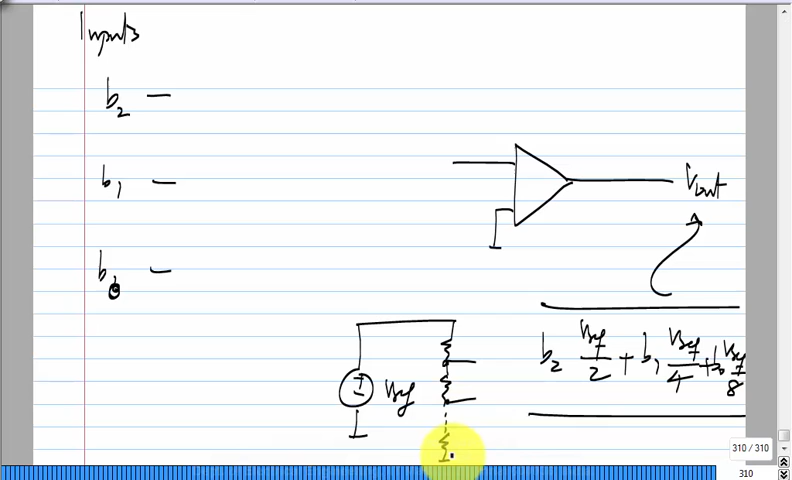 Inputs
b2 —
b1 —
b0 —
Vout
b2 Vref/2 + b1 Vref/4 + b0 Vref/8
Vref
310 / 310
310